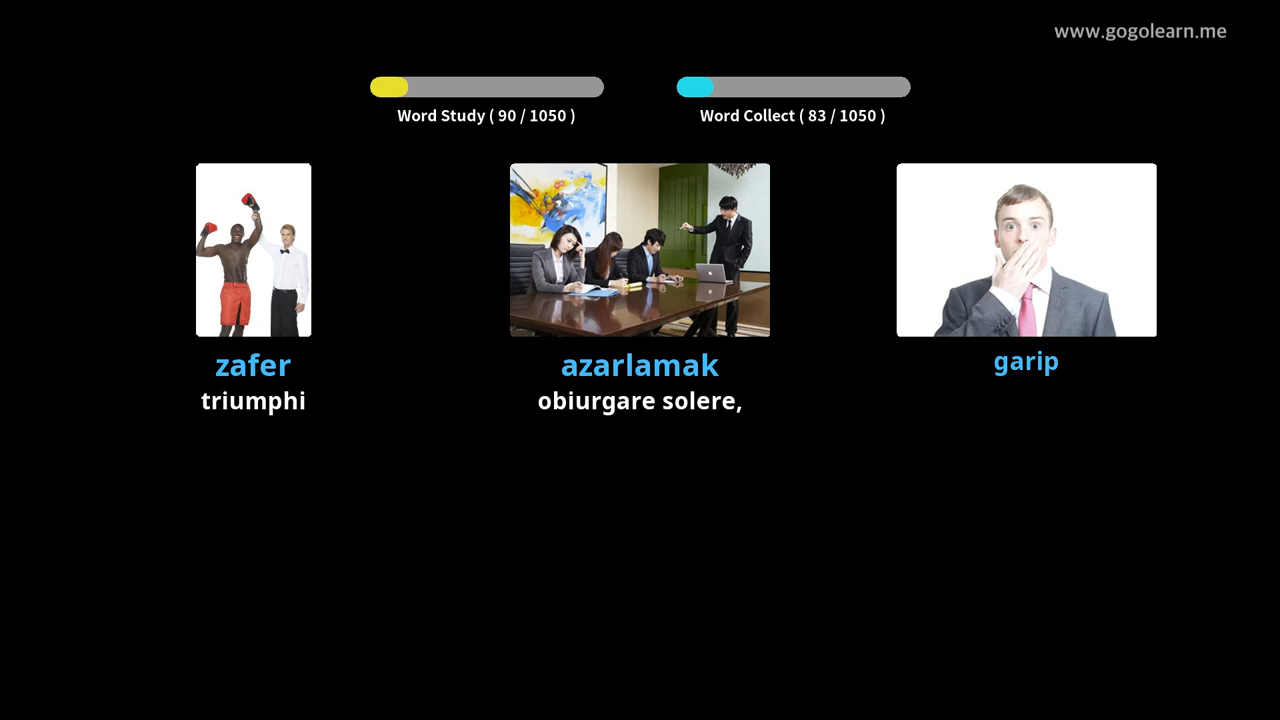 www.gogolearn.me
Word Study ( 90 / 1050 )
Word Collect ( 83 / 1050 )
zafer
triumphi
azarlamak
obiurgare solere,
garip